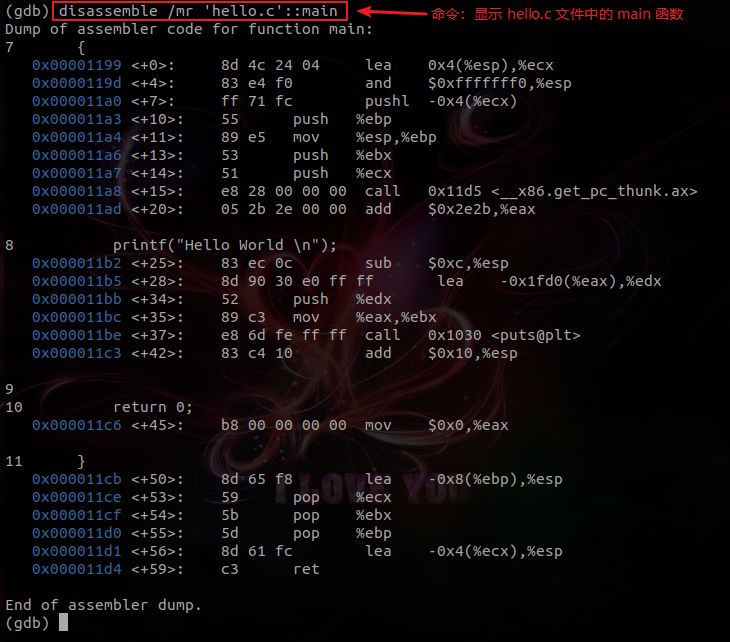 (gdb) disassemble /mr 'hello.c'::main 命令：显示 hello.c 文件中的 main 函数
Dump of assembler code for function main:
7 {
0x00001199 <+0>: 8d 4c 24 04 lea 0x4(%esp),%ecx
0x0000119d <+4>: 83 e4 f0 and $0xfffffff0,%esp
0x000011a0 <+7>: ff 71 fc pushl -0x4(%ecx)
0x000011a3 <+10>: 55 push %ebp
0x000011a4 <+11>: 89 e5 mov %esp,%ebp
0x000011a6 <+13>: 53 push %ebx
0x000011a7 <+14>: 51 push %ecx
0x000011a8 <+15>: e8 28 00 00 00 call 0x11d5 <__x86.get_pc_thunk.ax>
0x000011ad <+20>: 05 2b 2e 00 00 add $0x2e2b,%eax
8 printf("Hello World \n");
0x000011b2 <+25>: 83 ec 0c sub $0xc,%esp
0x000011b5 <+28>: 8d 90 30 e0 ff ff lea -0x1fd0(%eax),%edx
0x000011bb <+34>: 52 push %edx
0x000011bc <+35>: 89 c3 mov %eax,%ebx
0x000011be <+37>: e8 6d fe ff ff call 0x1030 <puts@plt>
0x000011c3 <+42>: 83 c4 10 add $0x10,%esp
9
10 return 0;
0x000011c6 <+45>: b8 00 00 00 00 mov $0x0,%eax
11 }
0x000011cb <+50>: 8d 65 f8 lea -0x8(%ebp),%esp
I LOVE YOU
0x000011ce <+53>: 59 pop %ecx
0x000011cf <+54>: 5b pop %ebx
0x000011d0 <+55>: 5d pop %ebp
0x000011d1 <+56>: 8d 61 fc lea -0x4(%ecx),%esp
0x000011d4 <+59>: c3 ret
End of assembler dump.
(gdb)